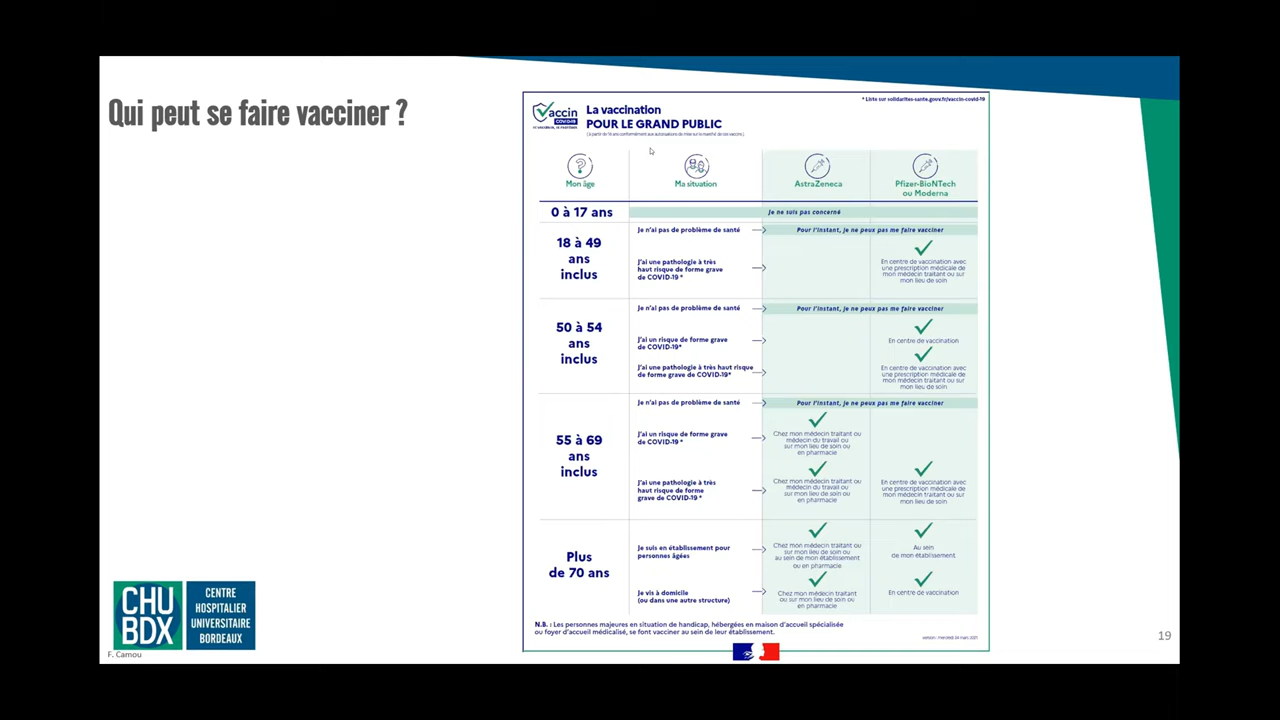 Qui peut se faire vacciner ?
* Liste sur solidarites-sante.gouv.fr/vaccin-covid-19
Vaccin
COVID-19
La vaccination
POUR LE GRAND PUBLIC
Mon âge
Ma situation
AstraZeneca
Pfizer-BioNTech
ou Moderna
0 à 17 ans
Je ne suis pas concerné
18 à 49
ans
inclus
Je n'ai pas de problème de santé
Pour l'instant, je ne peux pas me faire vacciner
J'ai une pathologie à très
haut risque de forme grave
de COVID-19 *
En centre de vaccination avec
une prescription médicale de
mon médecin traitant ou sur
mon lieu de soin
50 à 54
ans
inclus
Je n'ai pas de problème de santé
Pour l'instant, je ne peux pas me faire vacciner
J'ai un risque de forme grave
de COVID-19*
En centre de vaccination
J'ai une pathologie à très haut risque
de forme grave de COVID-19*
En centre de vaccination avec
une prescription médicale de
mon médecin traitant ou sur
mon lieu de soin
55 à 69
ans
inclus
Je n'ai pas de problème de santé
Pour l'instant, je ne peux pas me faire vacciner
J'ai un risque de forme grave
de COVID-19 *
Chez mon médecin traitant ou
médecin du travail ou
sur mon lieu de soin ou
en pharmacie
J'ai une pathologie à très
haut risque de forme
grave de COVID-19 *
Chez mon médecin traitant ou
médecin du travail ou
sur mon lieu de soin ou
en pharmacie
En centre de vaccination avec
une prescription médicale de
mon médecin traitant ou sur
mon lieu de soin
Plus
de 70 ans
Je suis en établissement pour
personnes âgées
Chez mon médecin traitant ou
sur mon lieu de soin ou
au sein de mon établissement
ou en pharmacie
Au sein
de mon établissement
Je vis à domicile
(ou dans une autre structure)
Chez mon médecin traitant
ou sur mon lieu de soin ou
en pharmacie
En centre de vaccination
N.B. : Les personnes majeures en situation de handicap, hébergées en maison d'accueil spécialisée
ou foyer d'accueil médicalisé, se font vacciner au sein de leur établissement.
version : mercredi 24 mars 2021
CHU
BDX
CENTRE
HOSPITALIER
UNIVERSITAIRE
BORDEAUX
F. Camou
19